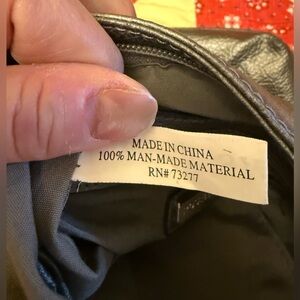 MADE IN CHINA
100% MAN-MADE MATERIAL
RN# 73277